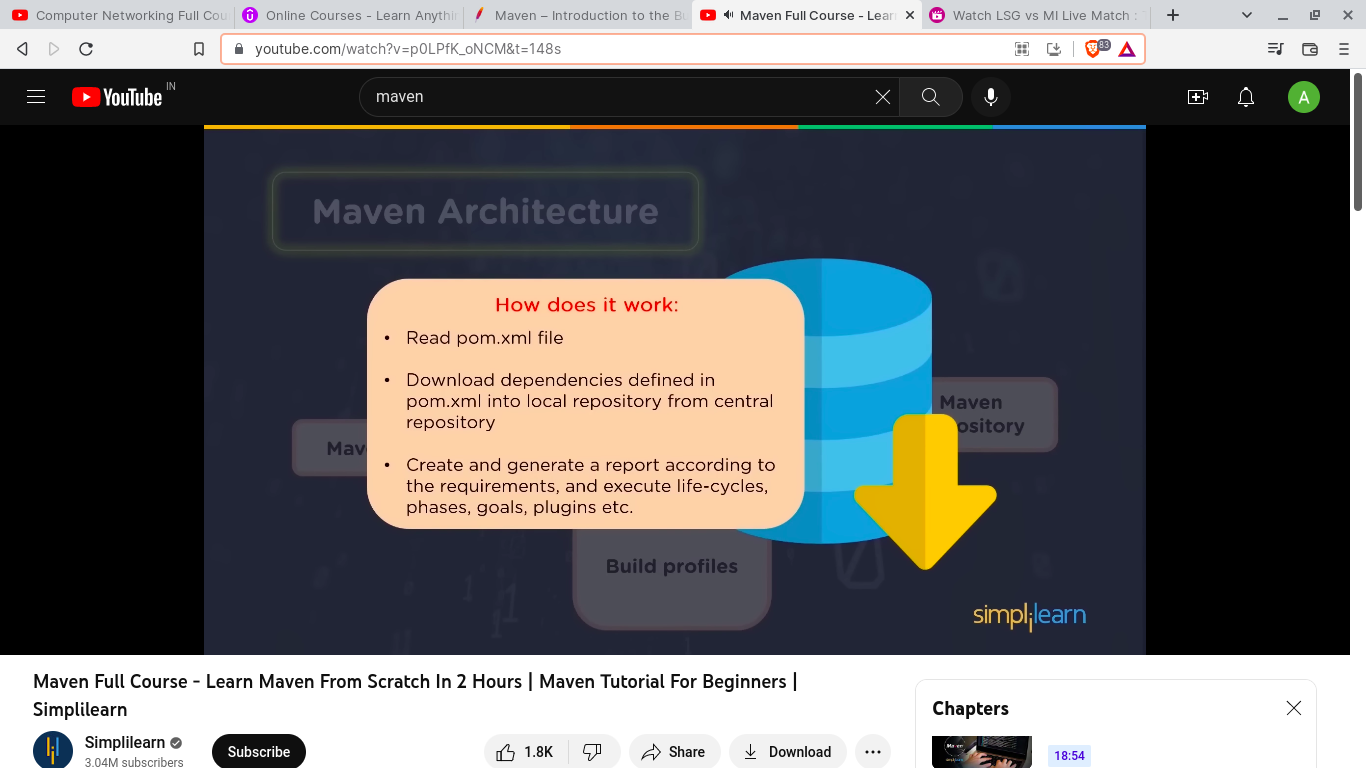 Computer Networking Full Cou
Online Courses - Learn Anythin
Maven – Introduction to the Bu
Maven Full Course - Learn
Watch LSG vs MI Live Match :
youtube.com/watch?v=p0LPfK_oNCM&t=148s
83
YouTube IN
maven
A
Maven Architecture
How does it work:
• Read pom.xml file
• Download dependencies defined in
pom.xml into local repository from central
repository
• Create and generate a report according to
the requirements, and execute life-cycles,
phases, goals, plugins etc.
Maven
ository
Mav
Build profiles
simplilearn
Maven Full Course - Learn Maven From Scratch In 2 Hours | Maven Tutorial For Beginners |
Simplilearn
Simplilearn
3.04M subscribers
Subscribe
1.8K
Share
Download
Chapters
18:54